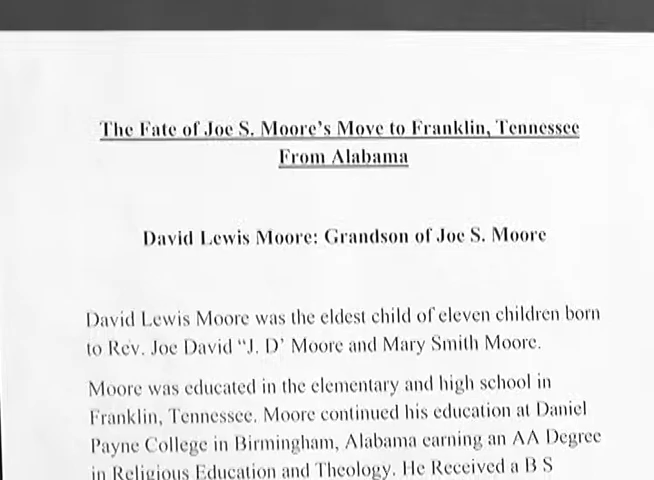 The Fate of Joe S. Moore's Move to Franklin, Tennessee
From Alabama
David Lewis Moore: Grandson of Joe S. Moore
David Lewis Moore was the eldest child of eleven children born
to Rev. Joe David “J. D’ Moore and Mary Smith Moore.
Moore was educated in the elementary and high school in
Franklin, Tennessee. Moore continued his education at Daniel
Payne College in Birmingham, Alabama earning an AA Degree
in Religious Education and Theology. He Received a B S